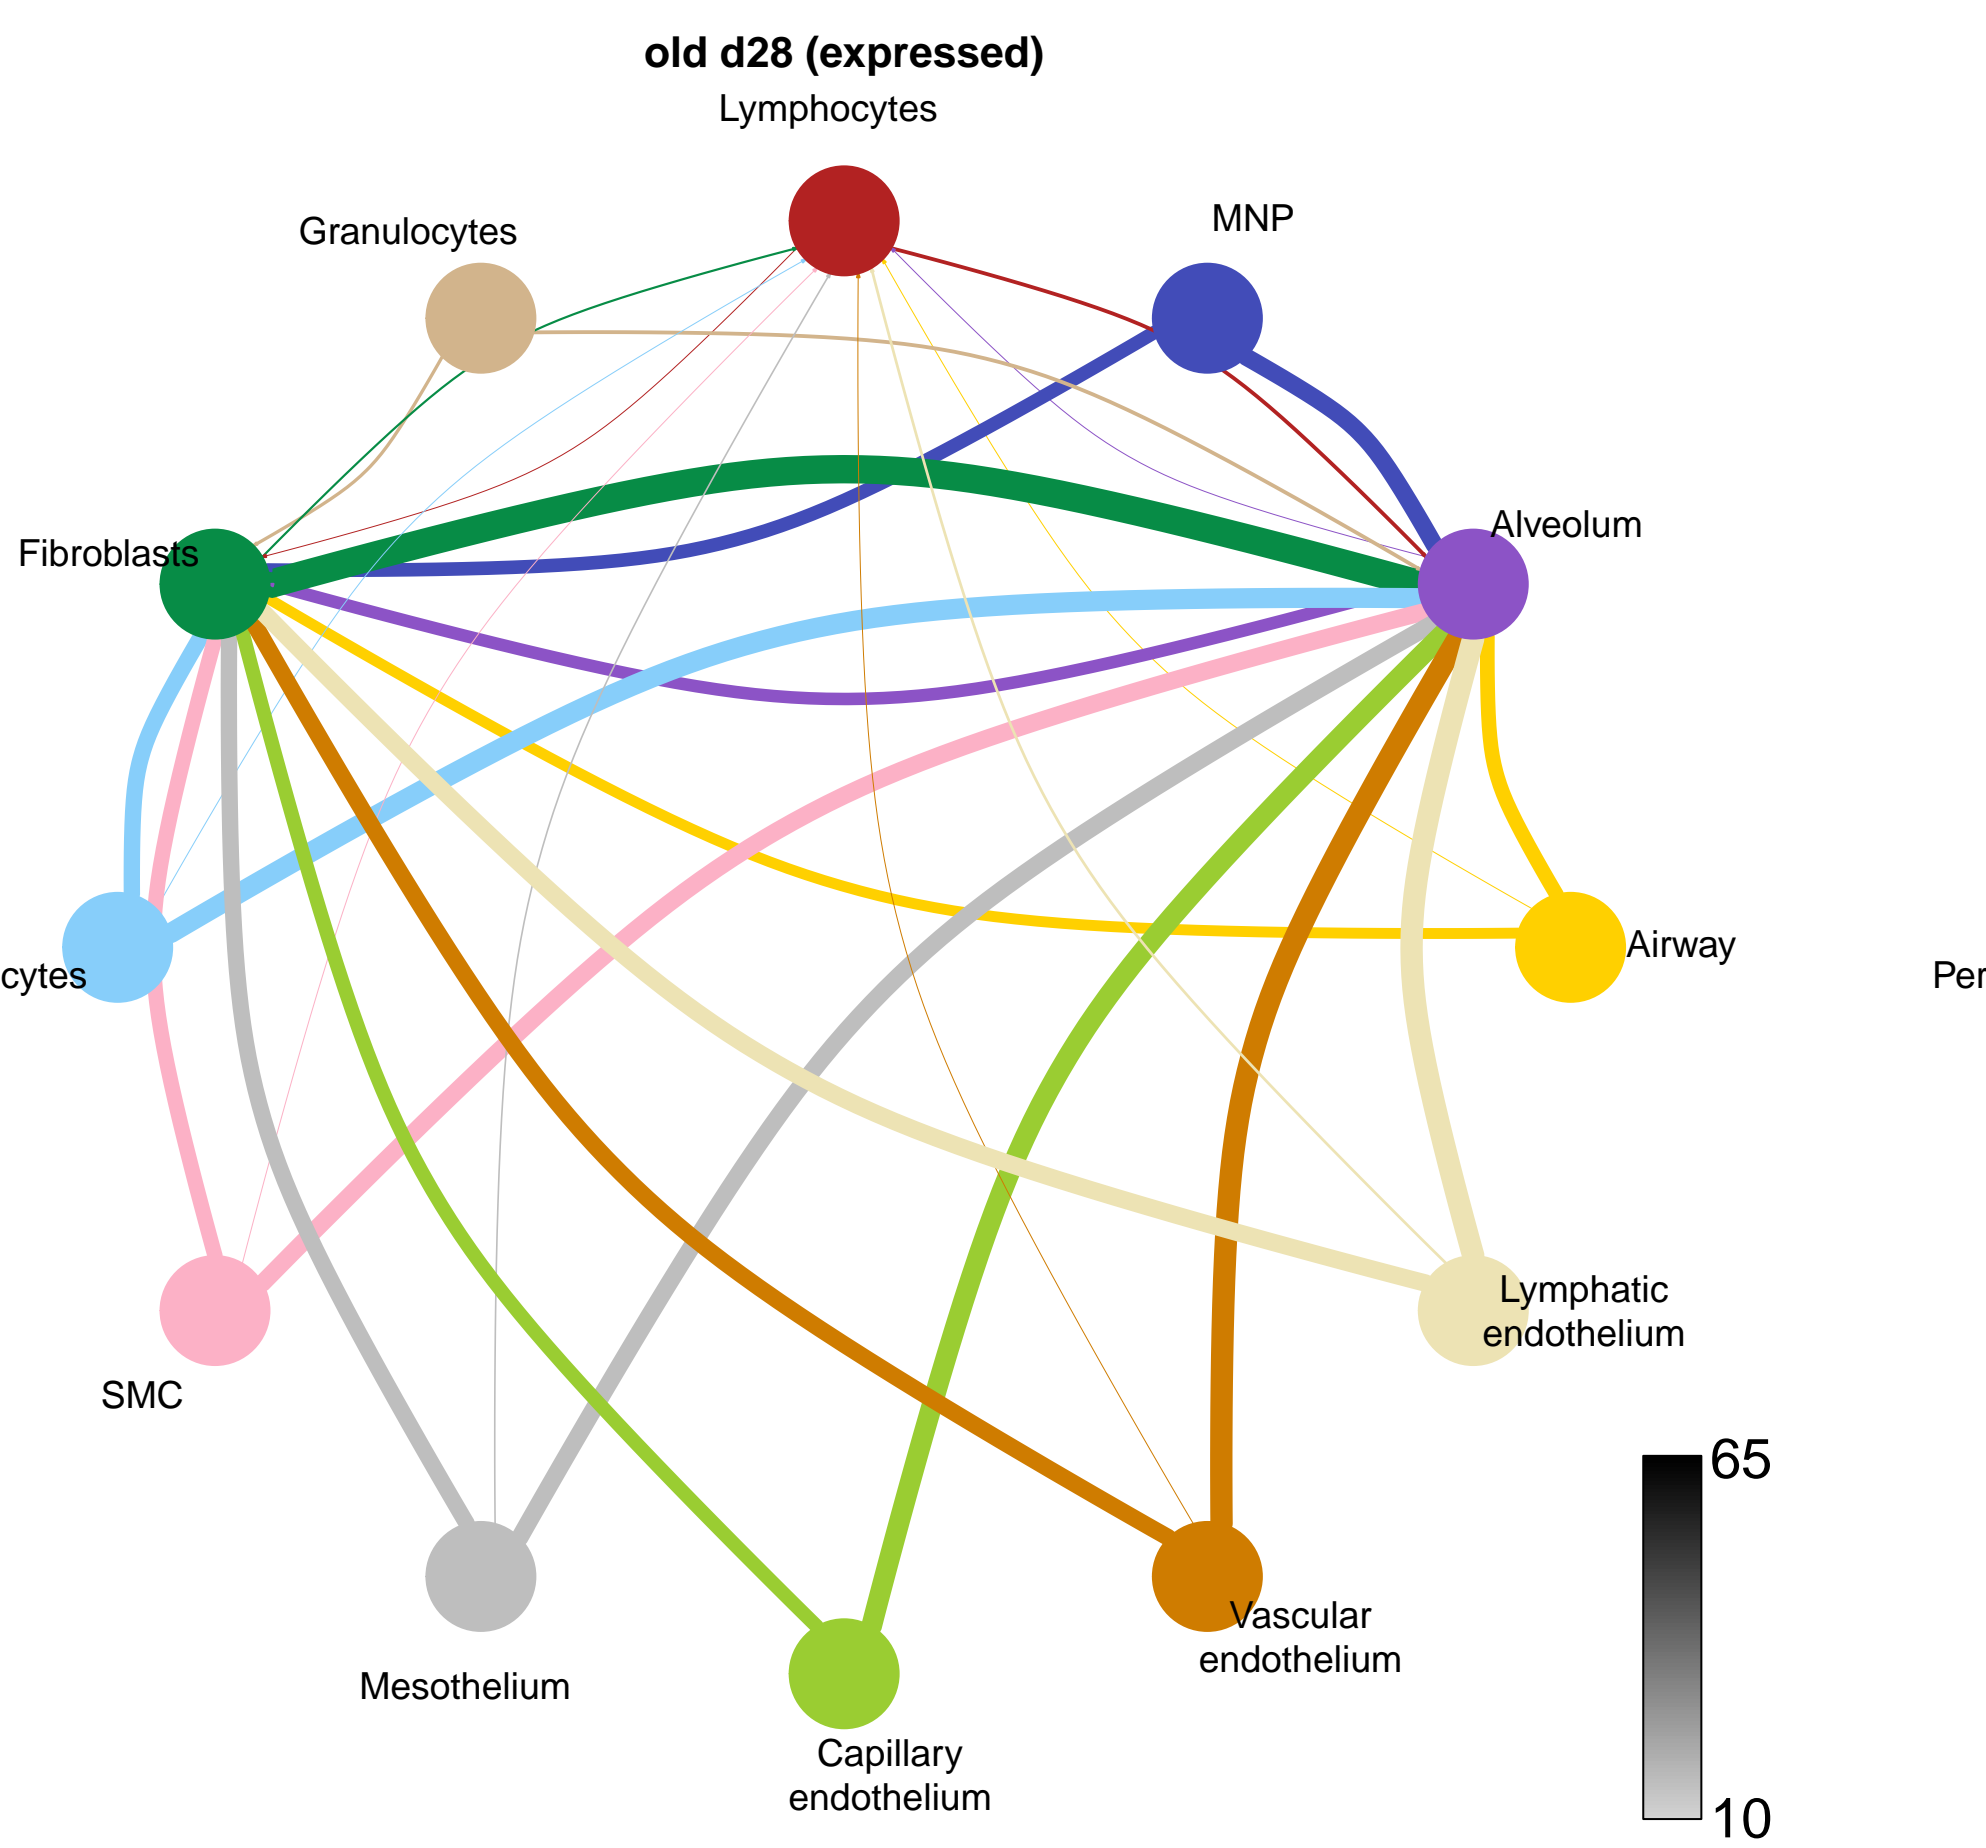 old d28 (expressed)
Lymphocytes
Granulocytes
MNP
Fibroblasts
Alveolum
cytes
Airway
Per
Lymphatic
endothelium
SMC
65
Vascular
endothelium
Mesothelium
Capillary
endothelium
10